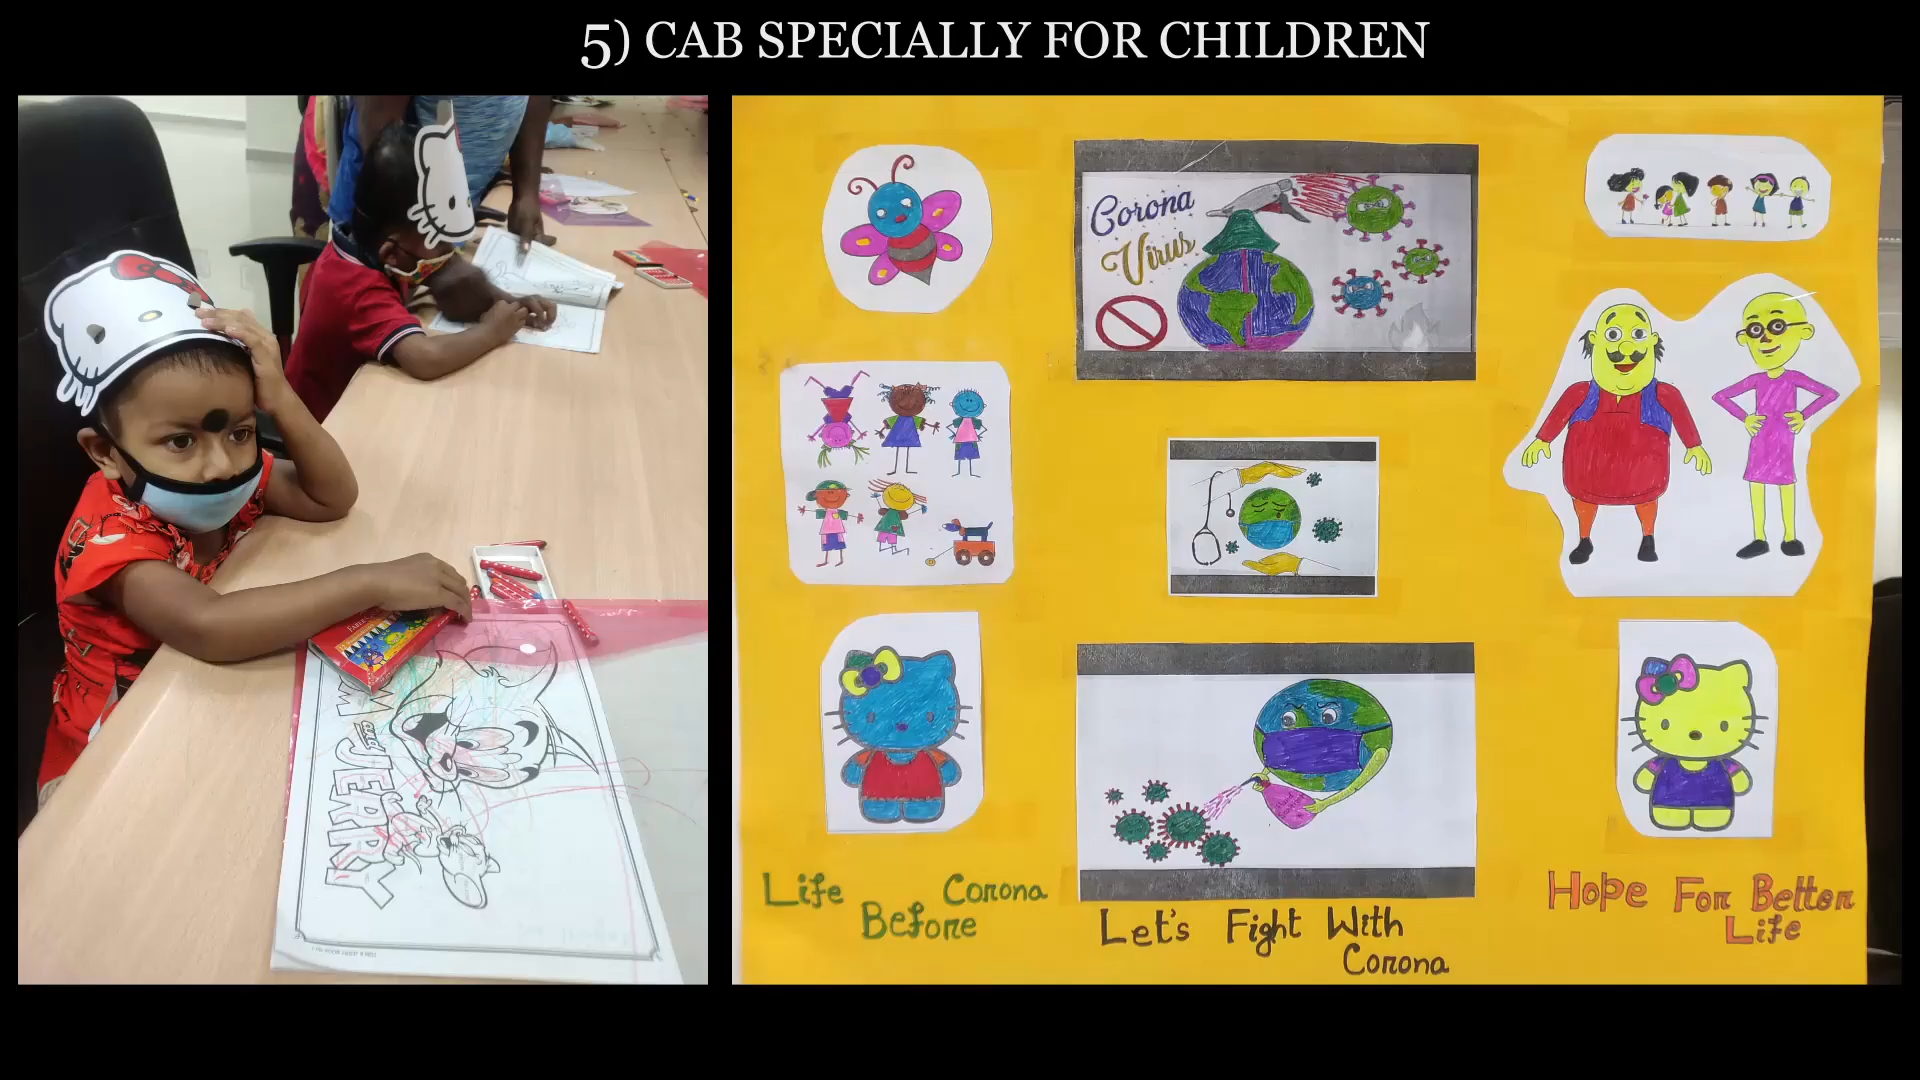 5) CAB SPECIALLY FOR CHILDREN
FABER
TOM
AND
JERRY
Corona
Virus
Life Corona
Before
Let's Fight With
Corona
Hope For Better
Life